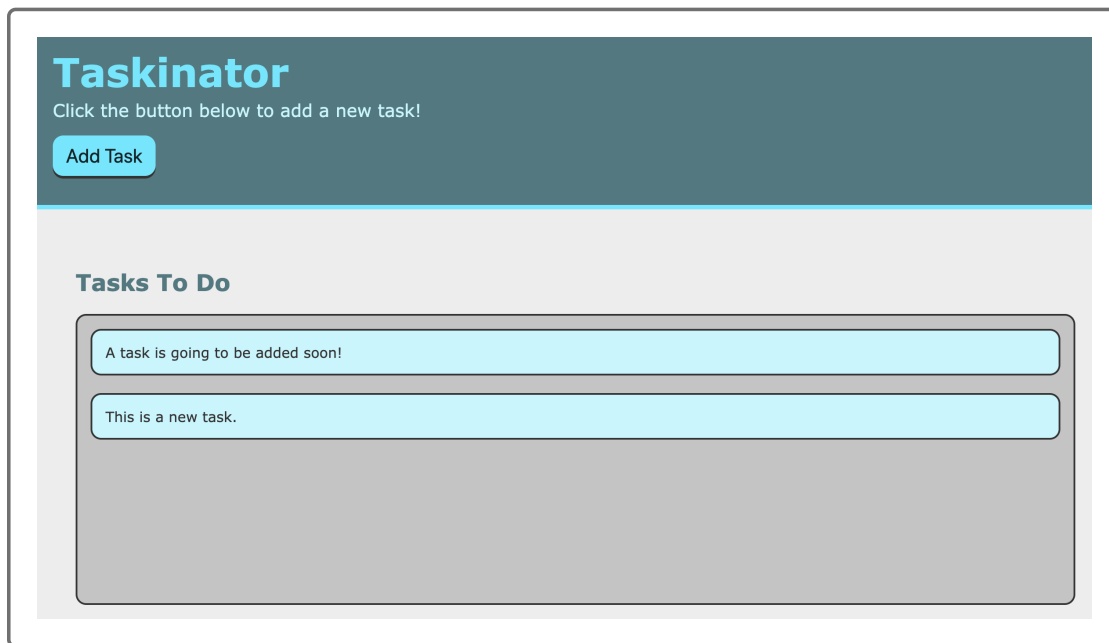 Taskinator
Click the button below to add a new task!
Add Task
Tasks To Do
A task is going to be added soon!
This is a new task.